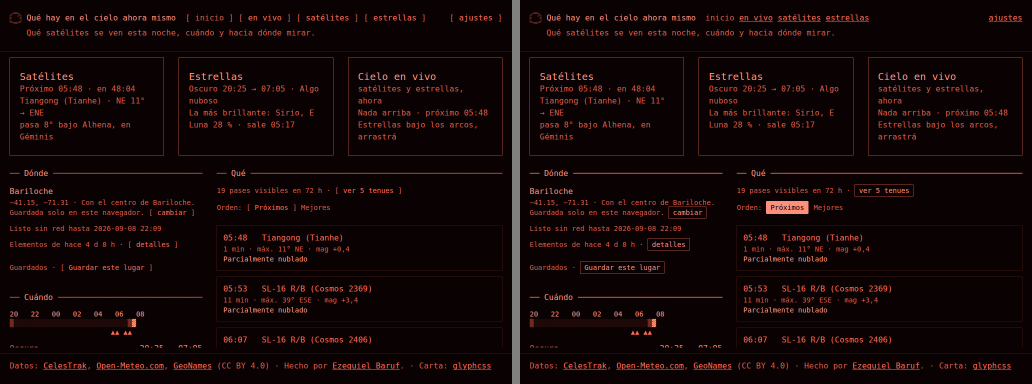 Qué hay en el cielo ahora mismo [ inicio ] [ en vivo ] [ satélites ] [ estrellas ] [ ajustes ]
Qué satélites se ven esta noche, cuándo y hacia dónde mirar.
Satélites
Próximo 05:48 · en 48:04
Tiangong (Tianhe) · NE 11°
→ ENE
pasa 8° bajo Alhena, en
Géminis
Estrellas
Oscuro 20:25 → 07:05 · Algo
nuboso
La más brillante: Sirio, E
Luna 28 % · sale 05:17
Cielo en vivo
satélites y estrellas,
ahora
Nada arriba · próximo 05:48
Estrellas bajo los arcos,
arrastrá
Dónde
Bariloche
−41.15, −71.31 · Con el centro de Bariloche.
Guardada solo en este navegador. [ cambiar ]
Listo sin red hasta 2026-09-08 22:09
Elementos de hace 4 d 8 h · [ detalles ]
Guardados · [ Guardar este lugar ]
Cuándo
20 22 00 02 04 06 08
Qué
19 pases visibles en 72 h · [ ver 5 tenues ]
Orden: [ Próximos ] Mejores
05:48 Tiangong (Tianhe)
1 min · máx. 11° NE · mag +0,4
Parcialmente nublado
05:53 SL-16 R/B (Cosmos 2369)
11 min · máx. 39° ESE · mag +3,4
Parcialmente nublado
06:07 SL-16 R/B (Cosmos 2406)
Datos: CelesTrak, Open-Meteo.com, GeoNames (CC BY 4.0) · Hecho por Ezequiel Baruf. · Carta: glyphcss
Qué hay en el cielo ahora mismo inicio en vivo satélites estrellas ajustes
Qué satélites se ven esta noche, cuándo y hacia dónde mirar.
Satélites
Próximo 05:48 · en 48:04
Tiangong (Tianhe) · NE 11°
→ ENE
pasa 8° bajo Alhena, en
Géminis
Estrellas
Oscuro 20:25 → 07:05 · Algo
nuboso
La más brillante: Sirio, E
Luna 28 % · sale 05:17
Cielo en vivo
satélites y estrellas,
ahora
Nada arriba · próximo 05:48
Estrellas bajo los arcos,
arrastrá
Dónde
Bariloche
−41.15, −71.31 · Con el centro de Bariloche.
Guardada solo en este navegador. cambiar
Listo sin red hasta 2026-09-08 22:09
Elementos de hace 4 d 8 h · detalles
Guardados · Guardar este lugar
Cuándo
20 22 00 02 04 06 08
Qué
19 pases visibles en 72 h · ver 5 tenues
Orden: Próximos Mejores
05:48 Tiangong (Tianhe)
1 min · máx. 11° NE · mag +0,4
Parcialmente nublado
05:53 SL-16 R/B (Cosmos 2369)
11 min · máx. 39° ESE · mag +3,4
Parcialmente nublado
06:07 SL-16 R/B (Cosmos 2406)
Datos: CelesTrak, Open-Meteo.com, GeoNames (CC BY 4.0) · Hecho por Ezequiel Baruf. · Carta: glyphcss